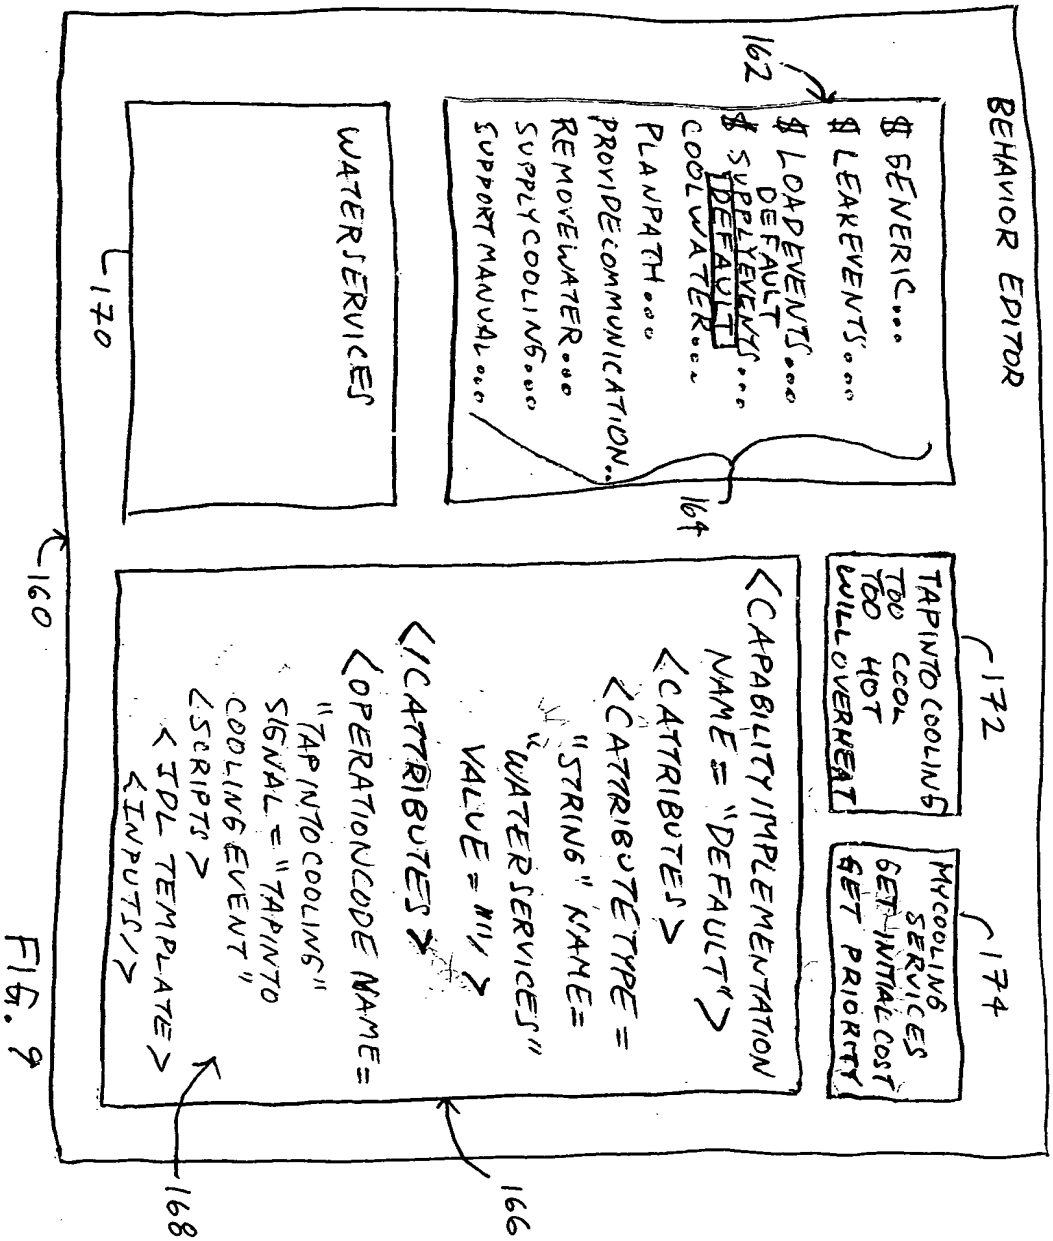 BEHAVIOR EDITOR
162
$ GENERIC...
$ LEAKEVENTS...
$ LOADEVENTS...
DEFAULT
$ SUPPLYEVENTS...
DEFAULT
COOLWATER...
PLANPATH...
PROVIDECOMMUNICATION..
REMOVEWATER...
SUPPLYCOOLING...
SUPPORTMANUAL...
164
172
TAPINTOCOOLING
TOO COOL
TOO HOT
WILLOVERHEAT
174
MYCOOLING
SERVICES
GET INITIAL COST
GET PRIORITY
<CAPABILITYIMPLEMENTATION
NAME = "DEFAULT">
<CATTRIBUTES>
<CATTRIBUTETYPE =
"STRING" NAME=
"WATERSERVICES"
VALUE = ""/>
</CATTRIBUTES>
<OPERATIONCODE NAME=
"TAPINTOCOOLING"
SIGNAL = "TAPINTO
COOLINGEVENT"
<SCRIPTS>
<JDL TEMPLATE>
<INPUTS/>
166
168
WATERSERVICES
170
160
FIG. 9